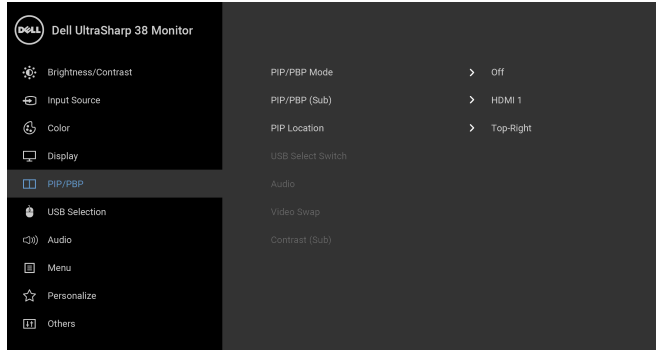 DELL Dell UltraSharp 38 Monitor
Brightness/Contrast
PIP/PBP Mode > Off
Input Source
PIP/PBP (Sub) > HDMI 1
Color
PIP Location > Top-Right
Display
USB Select Switch
PIP/PBP
Audio
USB Selection
Video Swap
Audio
Contrast (Sub)
Menu
Personalize
Others